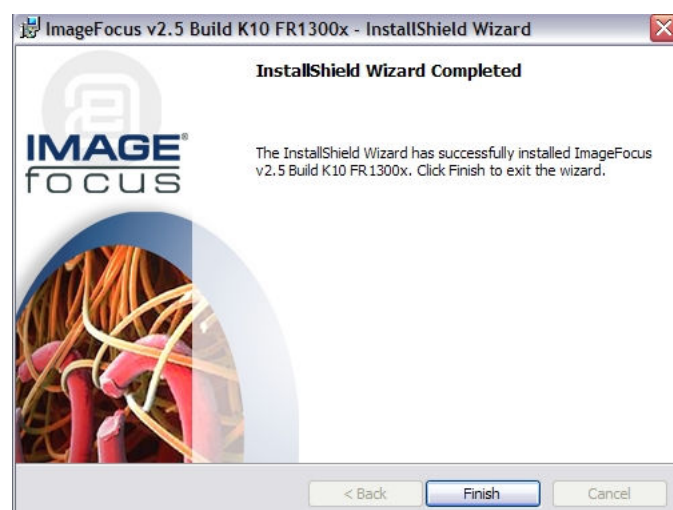 ImageFocus v2.5 Build K10 FR1300x - InstallShield Wizard
InstallShield Wizard Completed
IMAGE®
focus
The InstallShield Wizard has successfully installed ImageFocus
v2.5 Build K10 FR1300x. Click Finish to exit the wizard.
< Back
Finish
Cancel